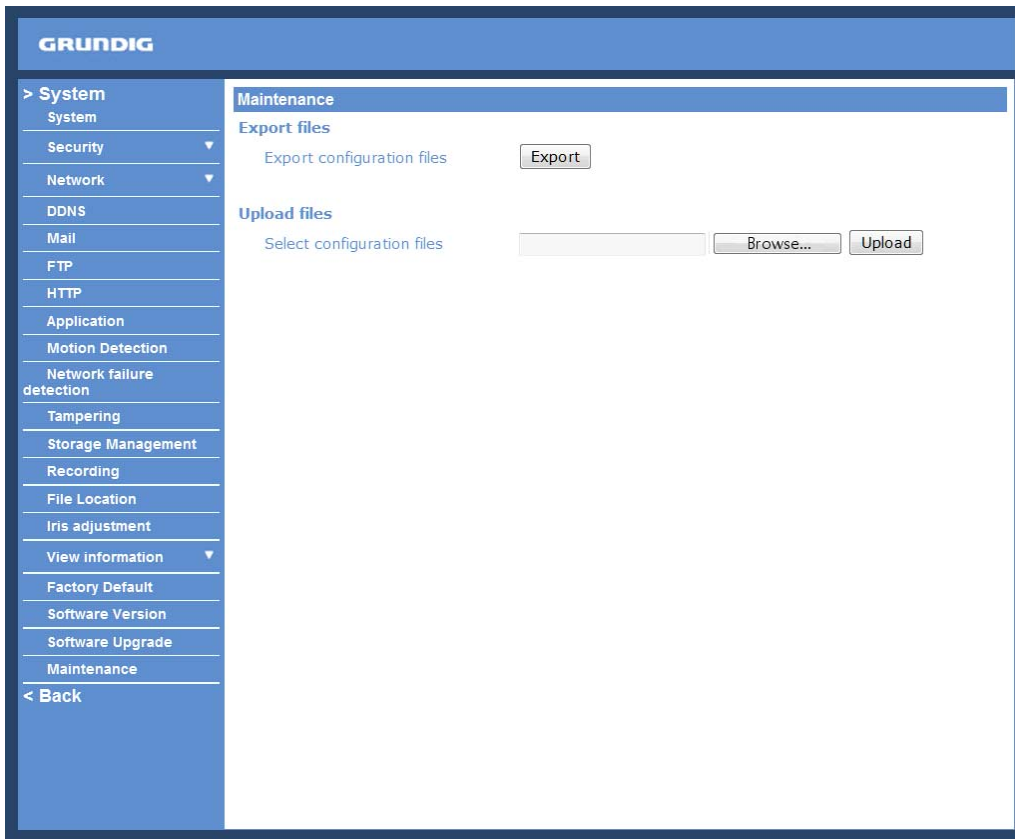 GRUNDIG
> System
System
Security
Network
DDNS
Mail
FTP
HTTP
Application
Motion Detection
Network failure
detection
Tampering
Storage Management
Recording
File Location
Iris adjustment
View information
Factory Default
Software Version
Software Upgrade
Maintenance
< Back
Maintenance
Export files
Export configuration files Export
Upload files
Select configuration files Browse... Upload